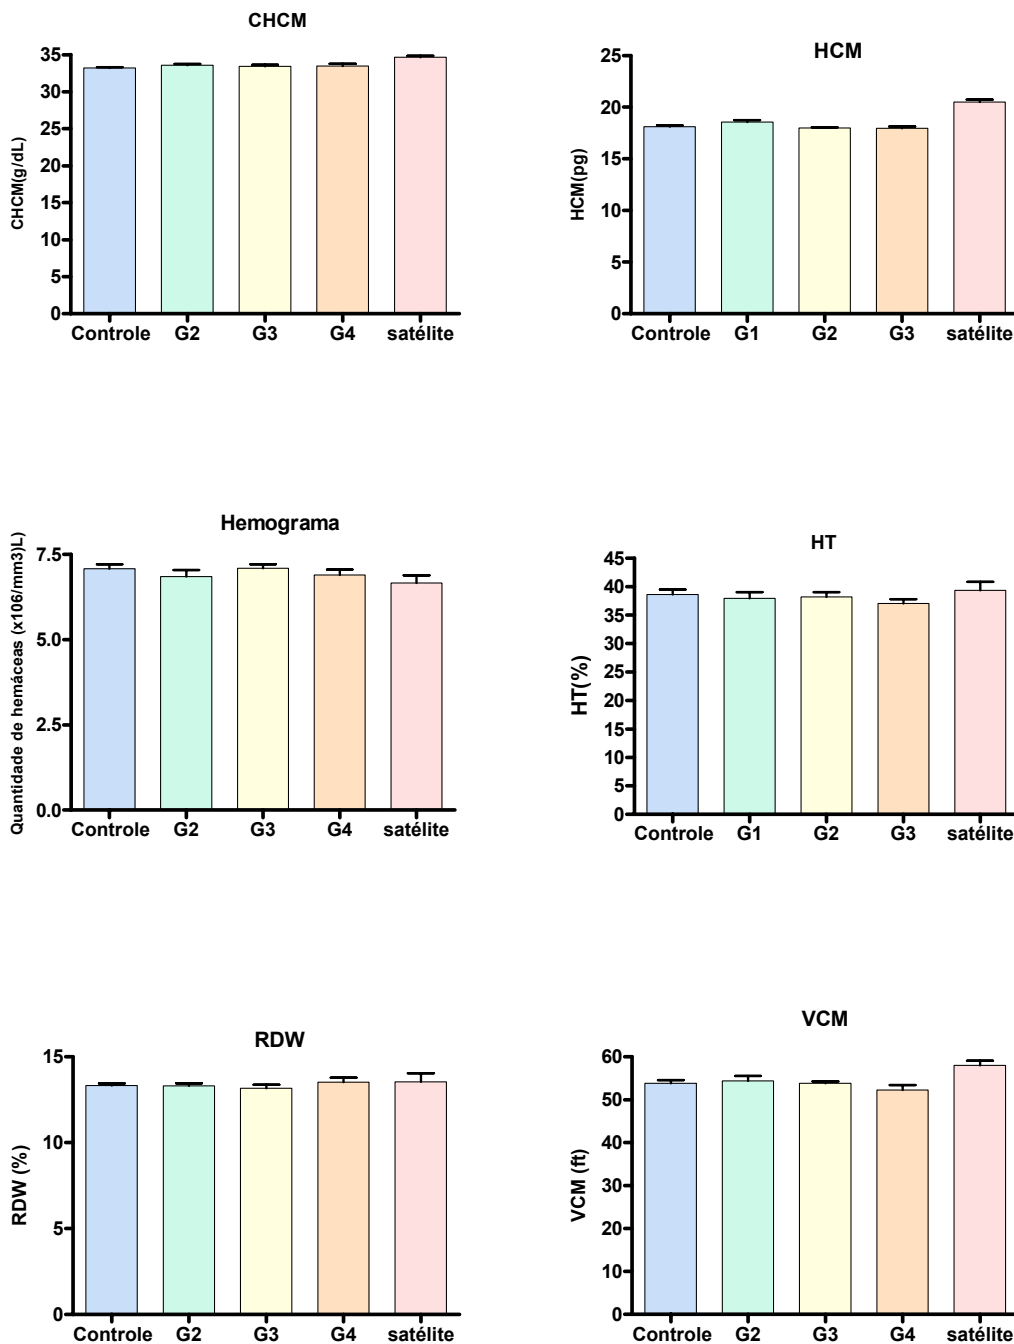 CHCM
CHCM(g/dL)
35
30
25
20
15
10
5
0
Controle G2 G3 G4 satélite
HCM
HCM(pg)
25
20
15
10
5
0
Controle G1 G2 G3 satélite
Hemograma
Quantidade de hemáceas (x106/mm3)L)
7.5
5.0
2.5
0.0
Controle G2 G3 G4 satélite
HT
HT(%)
45
40
35
30
25
20
15
10
5
0
Controle G1 G2 G3 satélite
RDW
RDW (%)
15
10
5
0
Controle G2 G3 G4 satélite
VCM
VCM (ft)
60
50
40
30
20
10
0
Controle G2 G3 G4 satélite